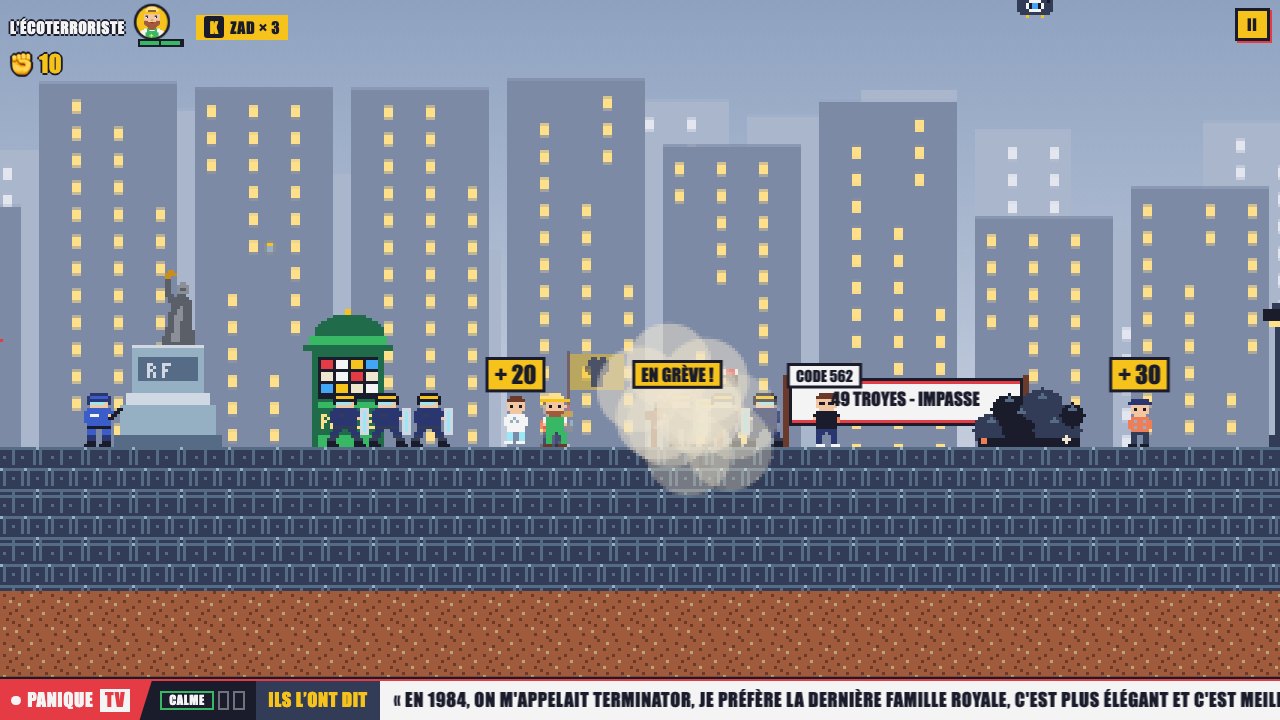 L'ÉCOTERRORISTE
K ZAD × 3
10
RF
+ 20
EN GRÈVE !
CODE 562
49 TROYES - IMPASSE
+ 30
PANIQUE TV
CALME
ILS L'ONT DIT
« EN 1984, ON M'APPELAIT TERMINATOR, JE PRÉFÈRE LA DERNIÈRE FAMILLE ROYALE, C'EST PLUS ÉLÉGANT ET C'EST MEIL